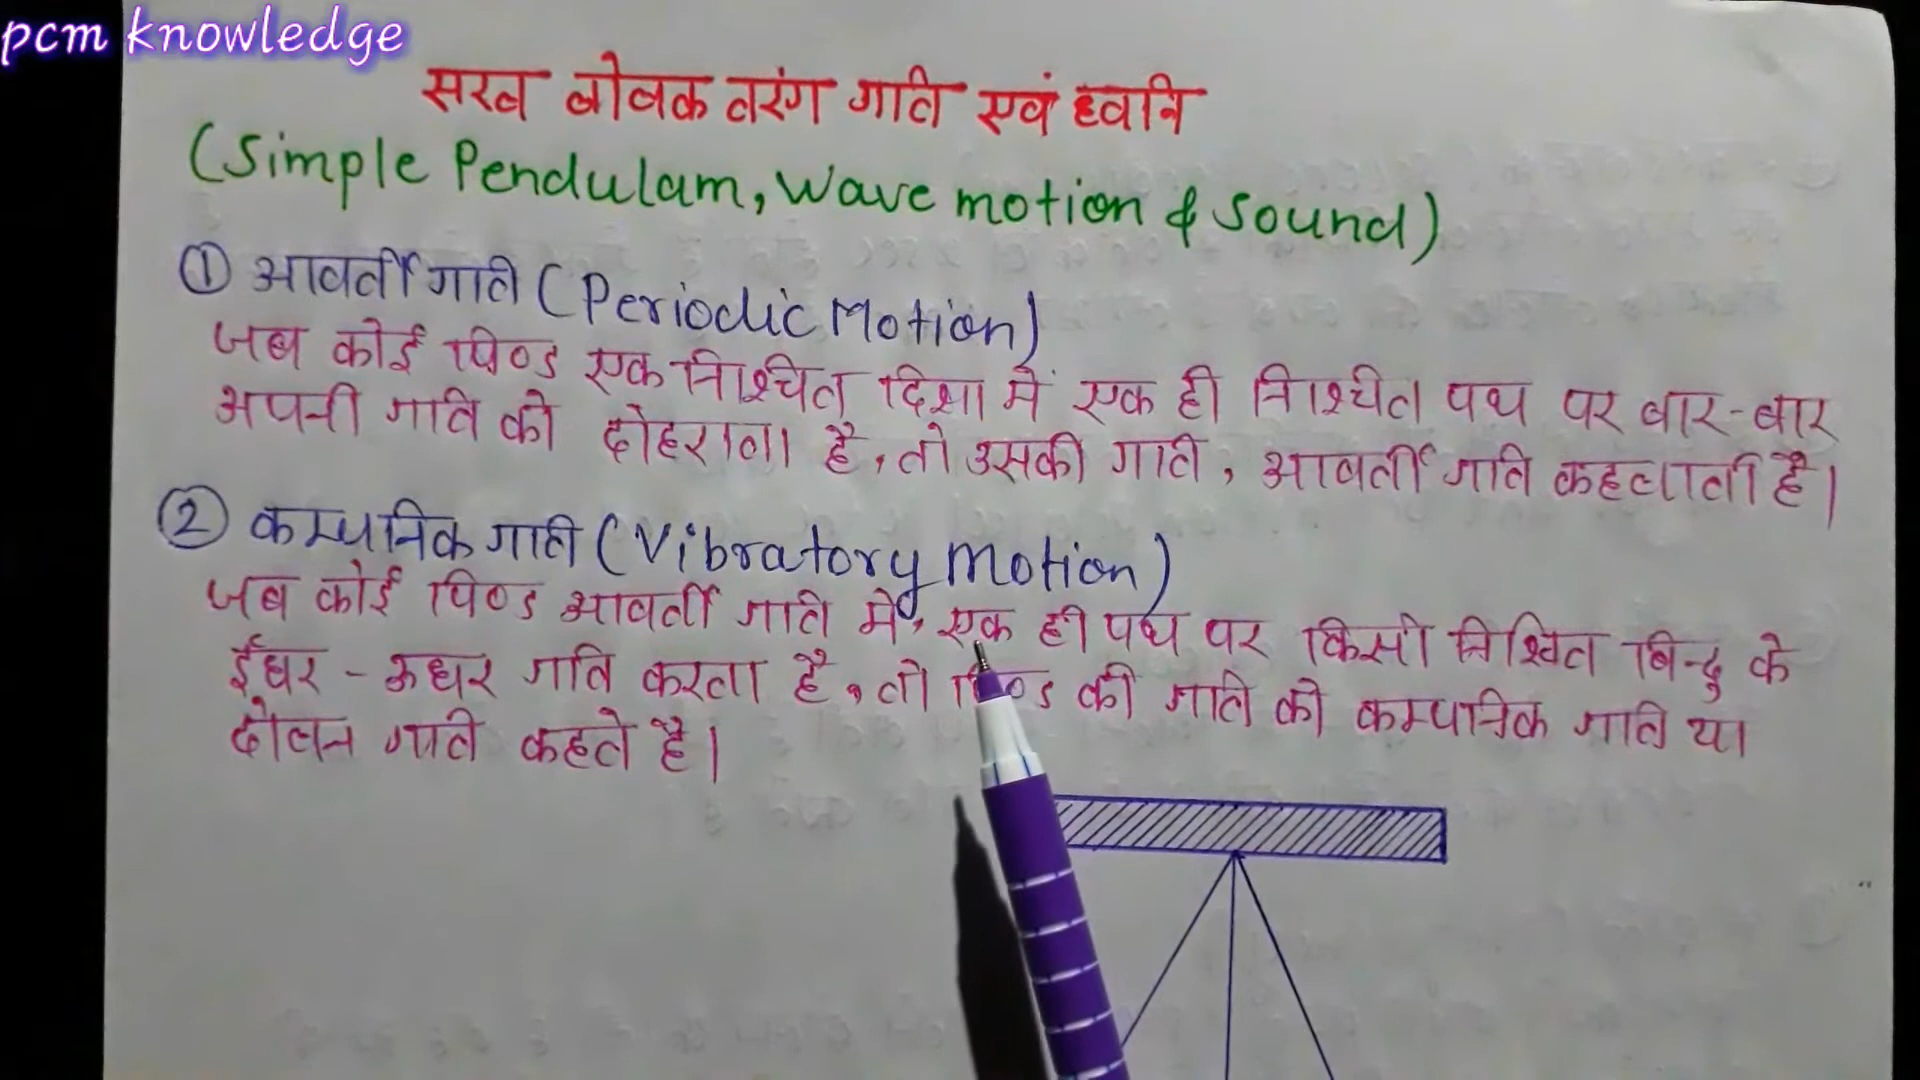 pcm knowledge
सरल लोलक तरंग गति एवं ध्वनि
(Simple Pendulam, Wave motion & Sound)
① आवर्ती गति (Periodic Motion)
जब कोई पिण्ड एक निश्चित दिशा में एक ही निश्चित पथ पर बार-बार
अपनी गति को दोहराता है, तो उसकी गति, आवर्ती गति कहलाती है।
② कम्पनिक गति (Vibratory Motion)
जब कोई पिण्ड आवर्ती गति में, एक ही पथ पर किसी निश्चित बिन्दु के
ईधर - ऊधर गति करता है, तो पिण्ड की गति को कम्पनिक गति या
दोलन गति कहते है।